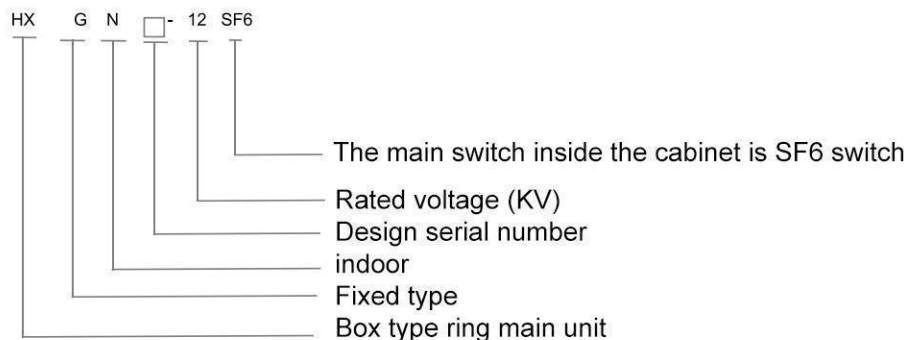 HX G N □- 12 SF6
The main switch inside the cabinet is SF6 switch
Rated voltage (KV)
Design serial number
indoor
Fixed type
Box type ring main unit